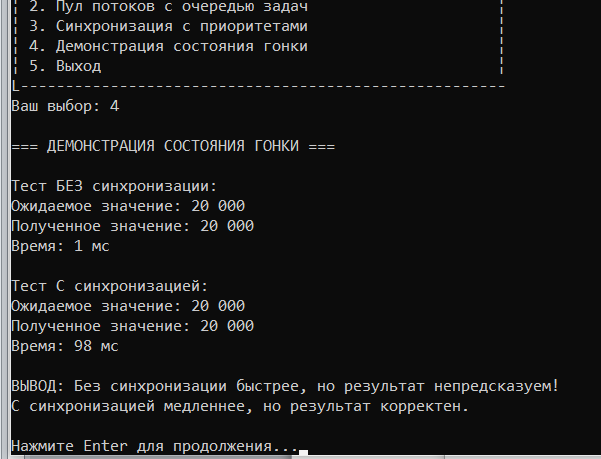 ¦ 2. Пул потоков с очередью задач ¦
¦ 3. Синхронизация с приоритетами ¦
¦ 4. Демонстрация состояния гонки ¦
¦ 5. Выход ¦
L------------------------------------------------------
Ваш выбор: 4
=== ДЕМОНСТРАЦИЯ СОСТОЯНИЯ ГОНКИ ===
Тест БЕЗ синхронизации:
Ожидаемое значение: 20 000
Полученное значение: 20 000
Время: 1 мс
Тест С синхронизацией:
Ожидаемое значение: 20 000
Полученное значение: 20 000
Время: 98 мс
ВЫВОД: Без синхронизации быстрее, но результат непредсказуем!
С синхронизацией медленнее, но результат корректен.
Нажмите Enter для продолжения...